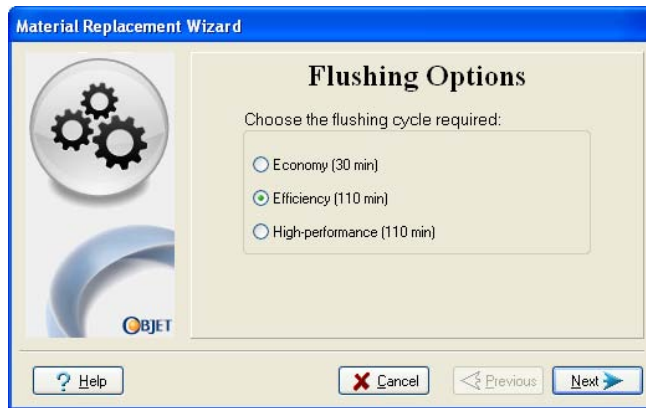 Material Replacement Wizard
Flushing Options
Choose the flushing cycle required:
Economy (30 min)
Efficiency (110 min)
High-performance (110 min)
OBJET
? Help
Cancel
Previous
Next